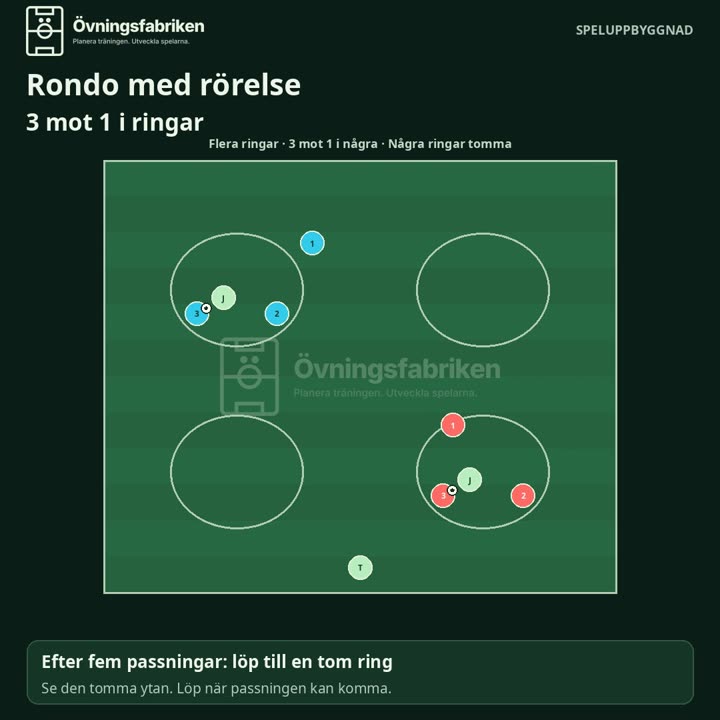 Övningsfabriken
Planera träningen. Utveckla spelarna.
SPELUPPBYGGNAD
Rondo med rörelse
3 mot 1 i ringar
Flera ringar · 3 mot 1 i några · Några ringar tomma
1
J
3
2
Övningsfabriken
Planera träningen. Utveckla spelarna.
1
J
3
2
T
Efter fem passningar: löp till en tom ring
Se den tomma ytan. Löp när passningen kan komma.